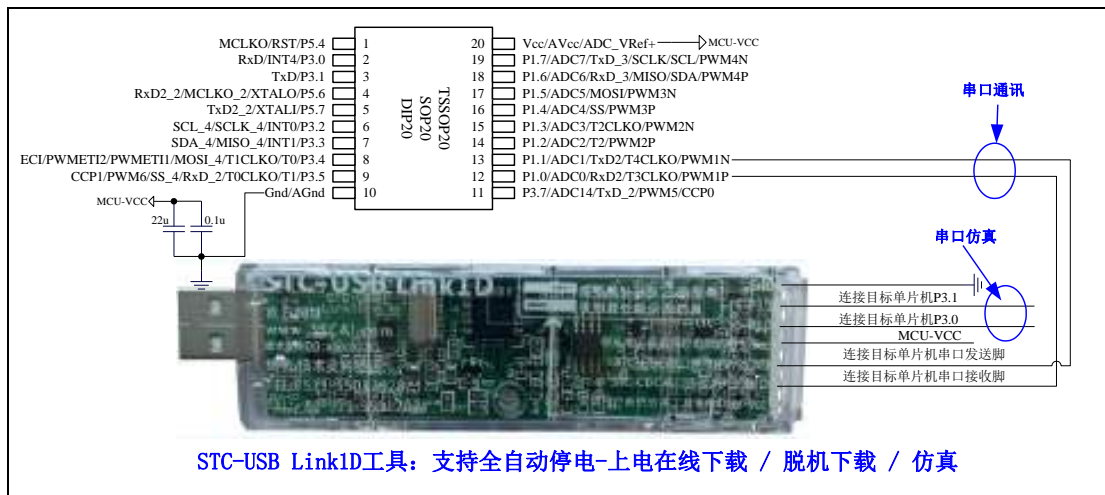 MCLKO/RST/P5.4 1
RxD/INT4/P3.0 2
TxD/P3.1 3
RxD2_2/MCLKO_2/XTALO/P5.6 4
TxD2_2/XTALI/P5.7 5
SCL_4/SCLK_4/INT0/P3.2 6
SDA_4/MISO_4/INT1/P3.3 7
ECI/PWMETI2/PWMETI1/MOSI_4/T1CLKO/T0/P3.4 8
CCP1/PWM6/SS_4/RxD_2/T0CLKO/T1/P3.5 9
Gnd/AGnd 10
TSSOP20
SOP20
DIP20
20 Vcc/AVcc/ADC_VRef+ MCU-VCC
19 P1.7/ADC7/TxD_3/SCLK/SCL/PWM4N
18 P1.6/ADC6/RxD_3/MISO/SDA/PWM4P
17 P1.5/ADC5/MOSI/PWM3N
16 P1.4/ADC4/SS/PWM3P
15 P1.3/ADC3/T2CLKO/PWM2N
14 P1.2/ADC2/T2/PWM2P
13 P1.1/ADC1/TxD2/T4CLKO/PWM1N
12 P1.0/ADC0/RxD2/T3CLKO/PWM1P
11 P3.7/ADC14/TxD_2/PWM5/CCP0
串口通讯
MCU-VCC
22u 0.1u
串口仿真
STC-USB Link1D
连接目标单片机P3.1
连接目标单片机P3.0
MCU-VCC
连接目标单片机串口发送脚
连接目标单片机串口接收脚
STC-USB Link1D工具：支持全自动停电-上电在线下载 / 脱机下载 / 仿真